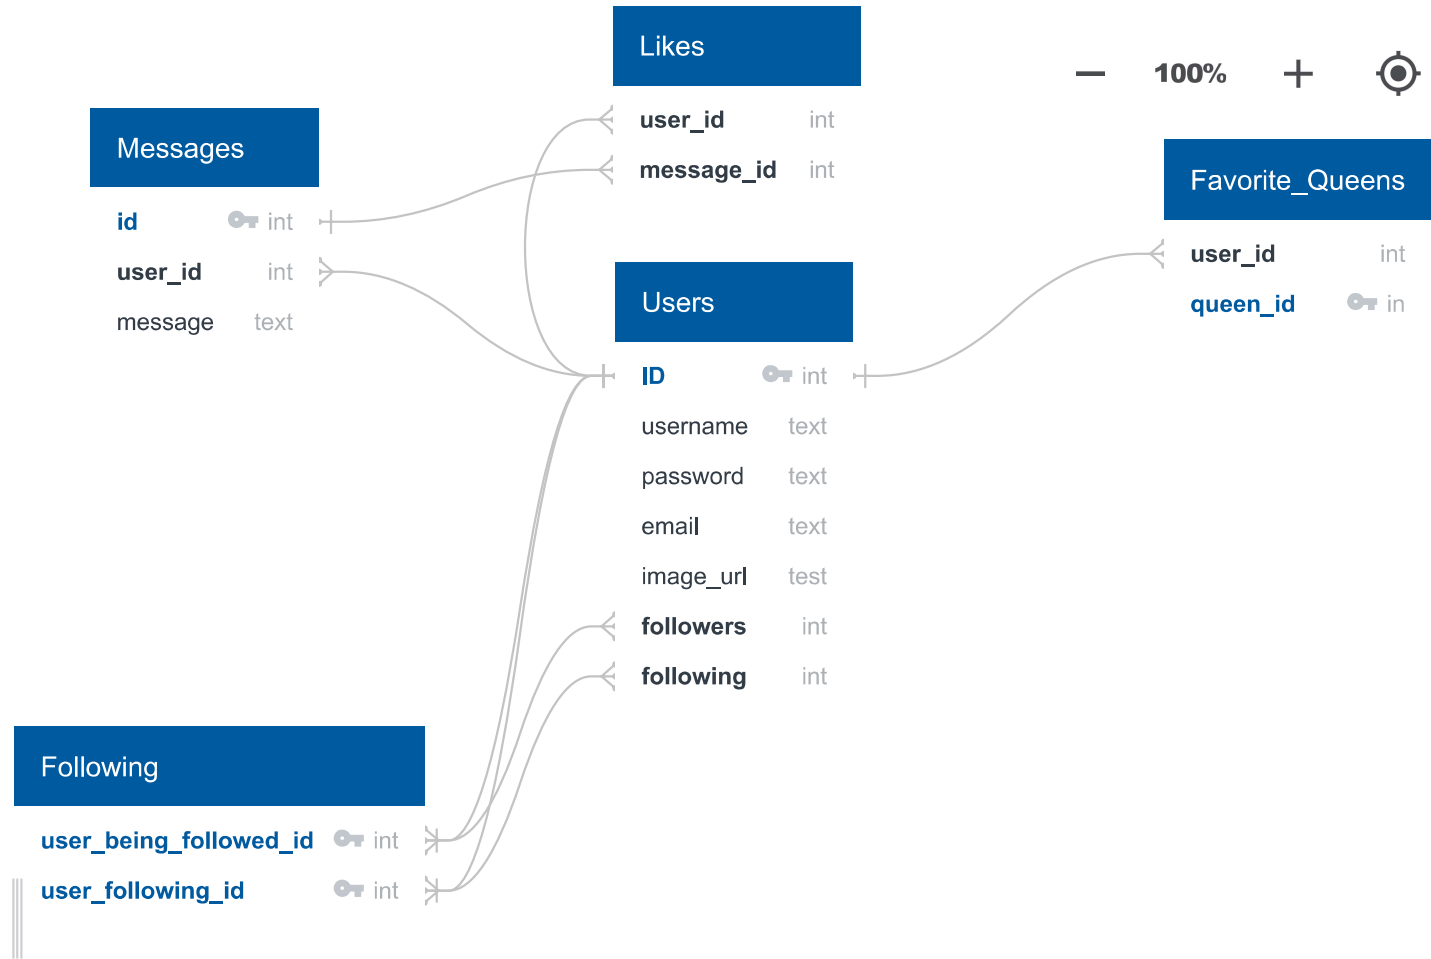 Likes
user_id int
message_id int
100%
Messages
id int
user_id int
message text
Favorite_Queens
user_id int
queen_id in
Users
ID int
username text
password text
email text
image_url test
followers int
following int
Following
user_being_followed_id int
user_following_id int